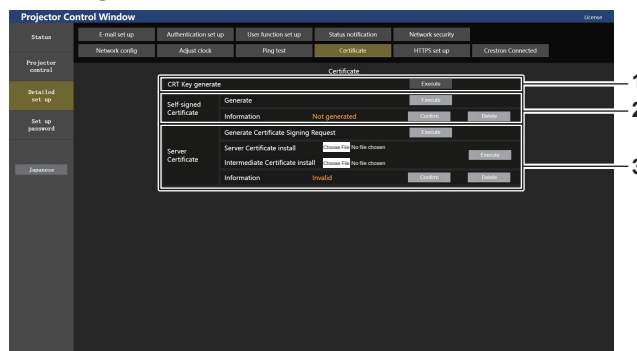 Projector Control Window
License
Status
E-mail set up
Authentication set up
User function set up
Status notification
Network security
Network config
Adjust clock
Ping test
Certificate
HTTPS set up
Crestron Connected
Projector
control
Detailed
set up
Set up
password
Japanese
Certificate
CRT Key generate
Execute
1
Self-signed
Certificate
Generate
Execute
Information
Not generated
Confirm
Delete
2
Server
Certificate
Generate Certificate Signing Request
Execute
Server Certificate install
Choose File No file chosen
Intermediate Certificate install
Choose File No file chosen
Execute
Information
Invalid
Confirm
Delete
3